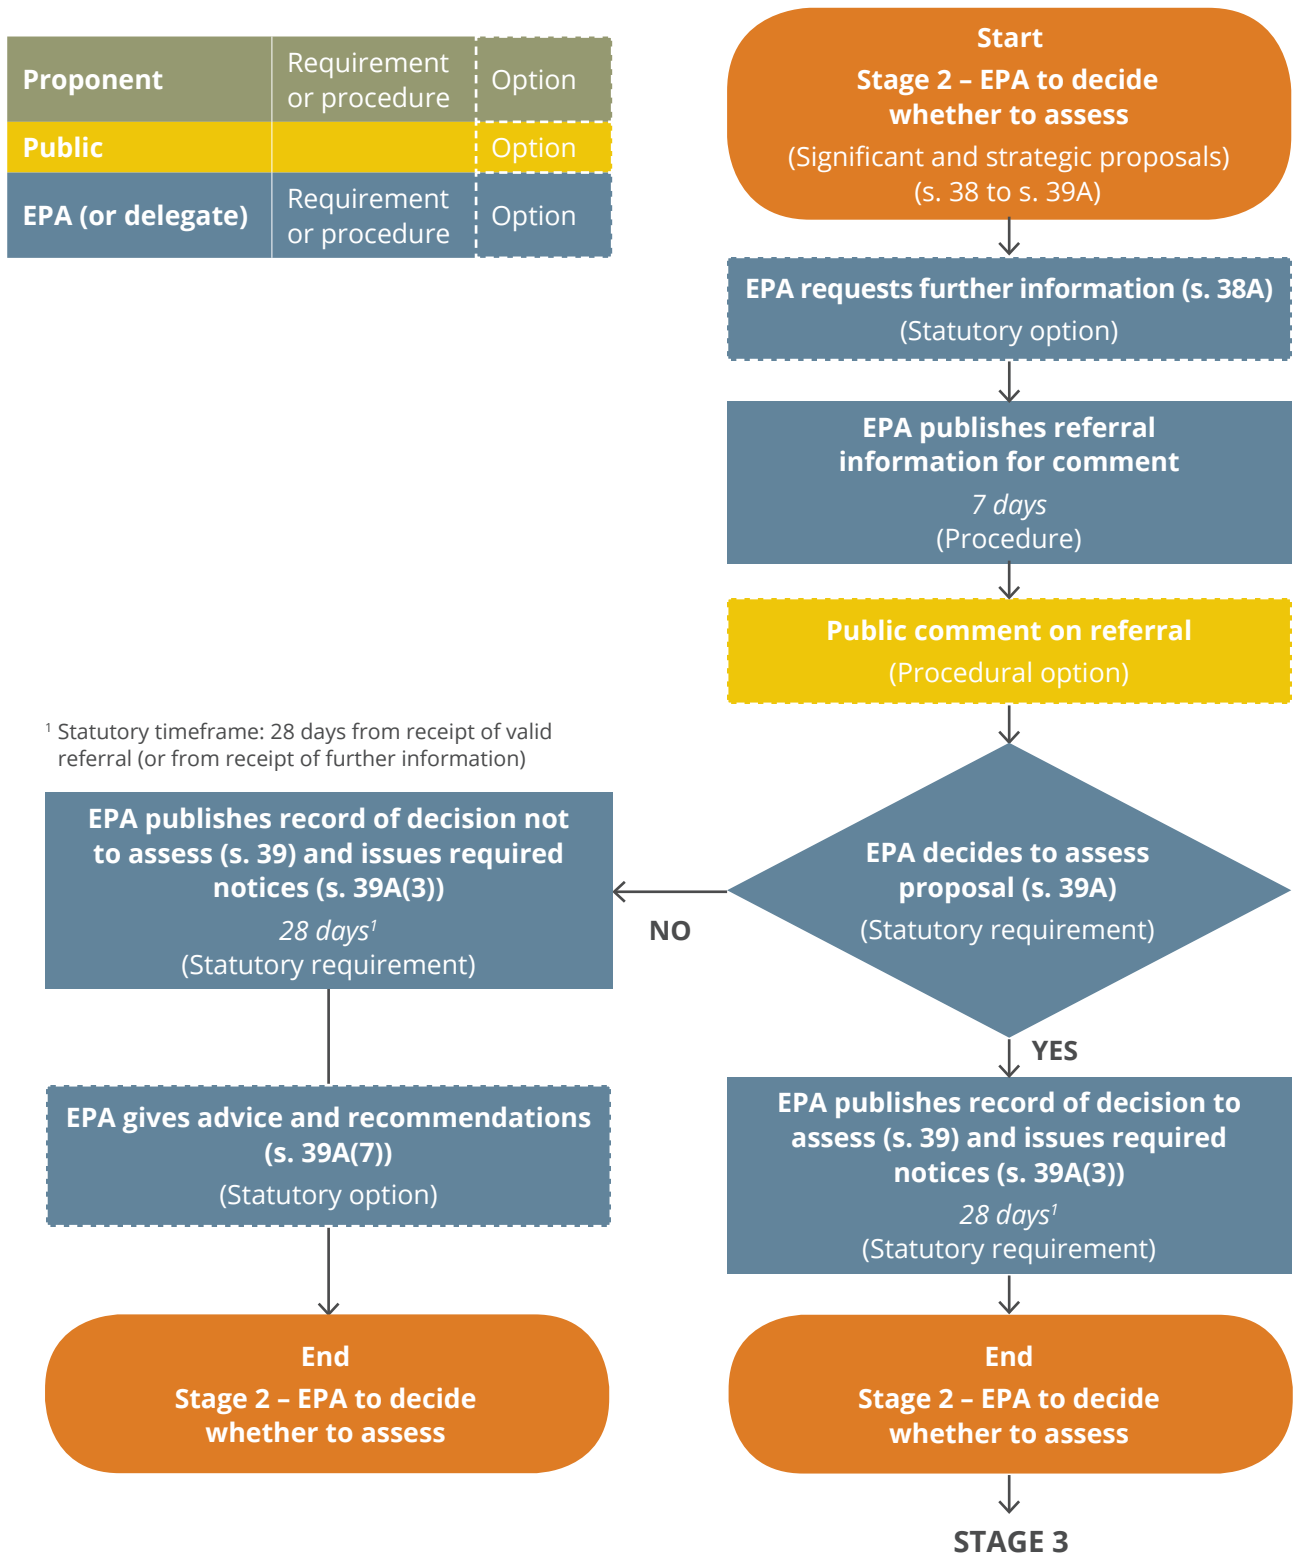 Proponent
Requirement
or procedure
Option
Public
Option
EPA (or delegate)
Requirement
or procedure
Option
Start
Stage 2 – EPA to decide
whether to assess
(Significant and strategic proposals)
(s. 38 to s. 39A)
EPA requests further information (s. 38A)
(Statutory option)
EPA publishes referral
information for comment
7 days
(Procedure)
Public comment on referral
(Procedural option)
EPA decides to assess
proposal (s. 39A)
(Statutory requirement)
NO
YES
¹ Statutory timeframe: 28 days from receipt of valid
referral (or from receipt of further information)
EPA publishes record of decision not
to assess (s. 39) and issues required
notices (s. 39A(3))
28 days¹
(Statutory requirement)
EPA gives advice and recommendations
(s. 39A(7))
(Statutory option)
End
Stage 2 – EPA to decide
whether to assess
EPA publishes record of decision to
assess (s. 39) and issues required
notices (s. 39A(3))
28 days¹
(Statutory requirement)
End
Stage 2 – EPA to decide
whether to assess
STAGE 3